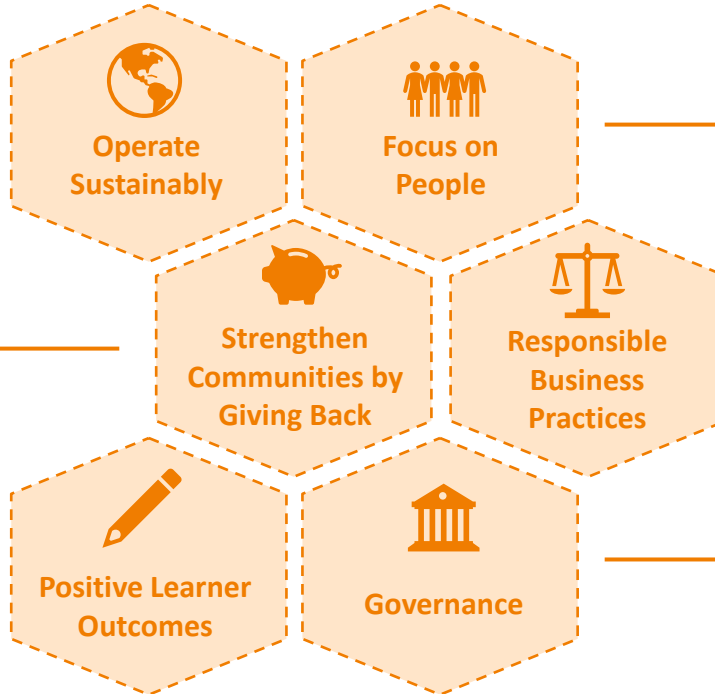 Operate
Sustainably
Focus on
People
Strengthen
Communities by
Giving Back
Responsible
Business
Practices
Positive Learner
Outcomes
Governance